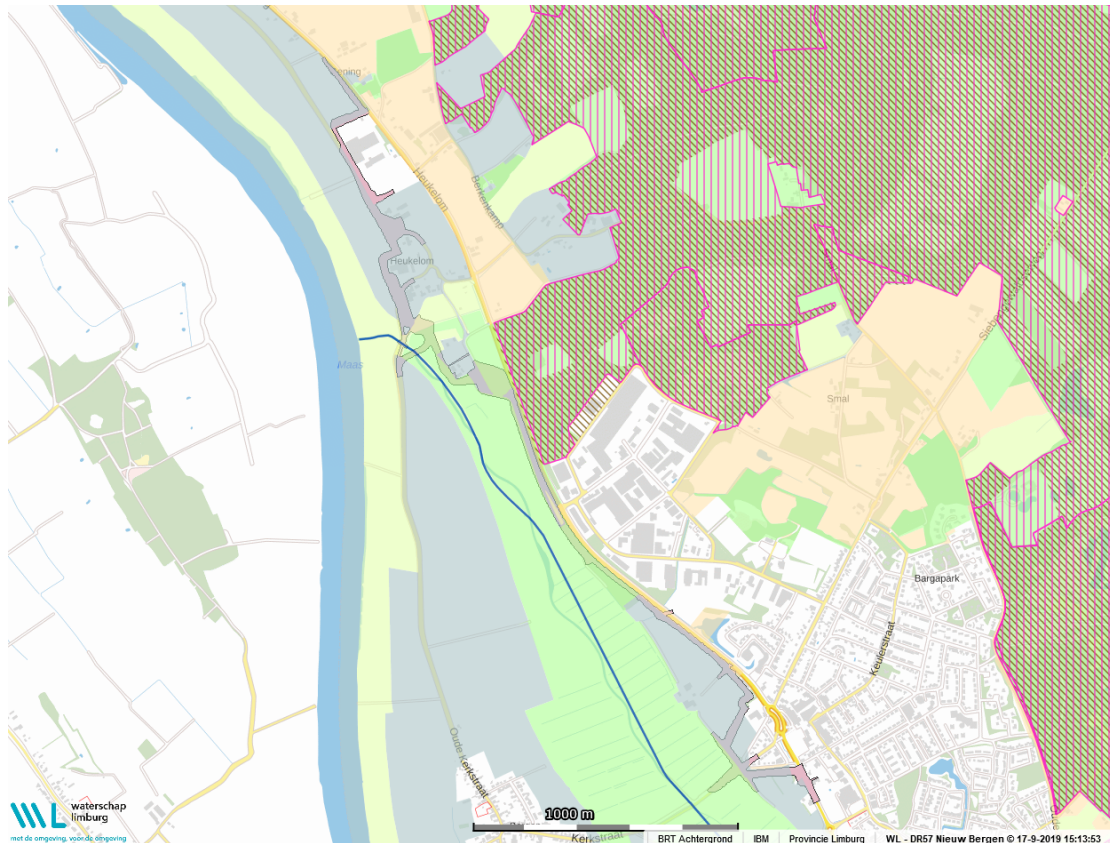 Heukelom
Berkenkamp
Heukelom
Maas
Smal
Bargapark
Keulerstraat
Oude Kerkstraat
Kerkstraat
1000 m
waterschap
limburg
met de omgeving, voor de omgeving
BRT Achtergrond IBM Provincie Limburg WL - DR57 Nieuw Bergen © 17-9-2019 15:13:53